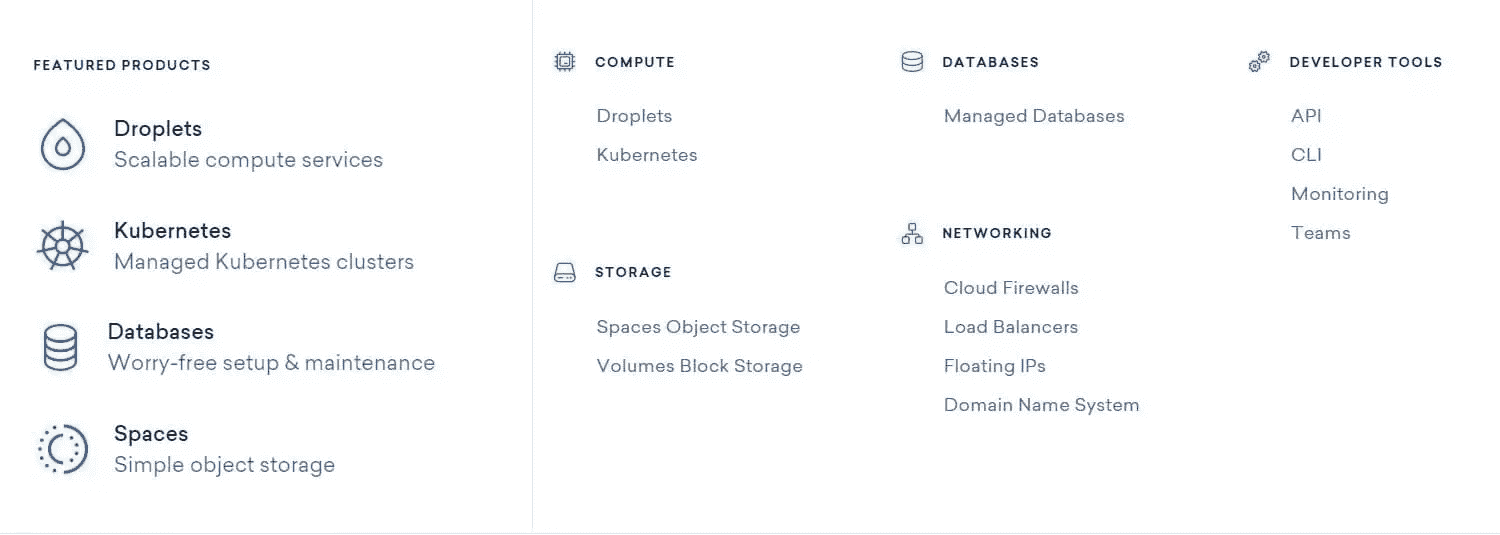 FEATURED PRODUCTS
Droplets
Scalable compute services
Kubernetes
Managed Kubernetes clusters
Databases
Worry-free setup & maintenance
Spaces
Simple object storage
COMPUTE
Droplets
Kubernetes
STORAGE
Spaces Object Storage
Volumes Block Storage
DATABASES
Managed Databases
NETWORKING
Cloud Firewalls
Load Balancers
Floating IPs
Domain Name System
DEVELOPER TOOLS
API
CLI
Monitoring
Teams